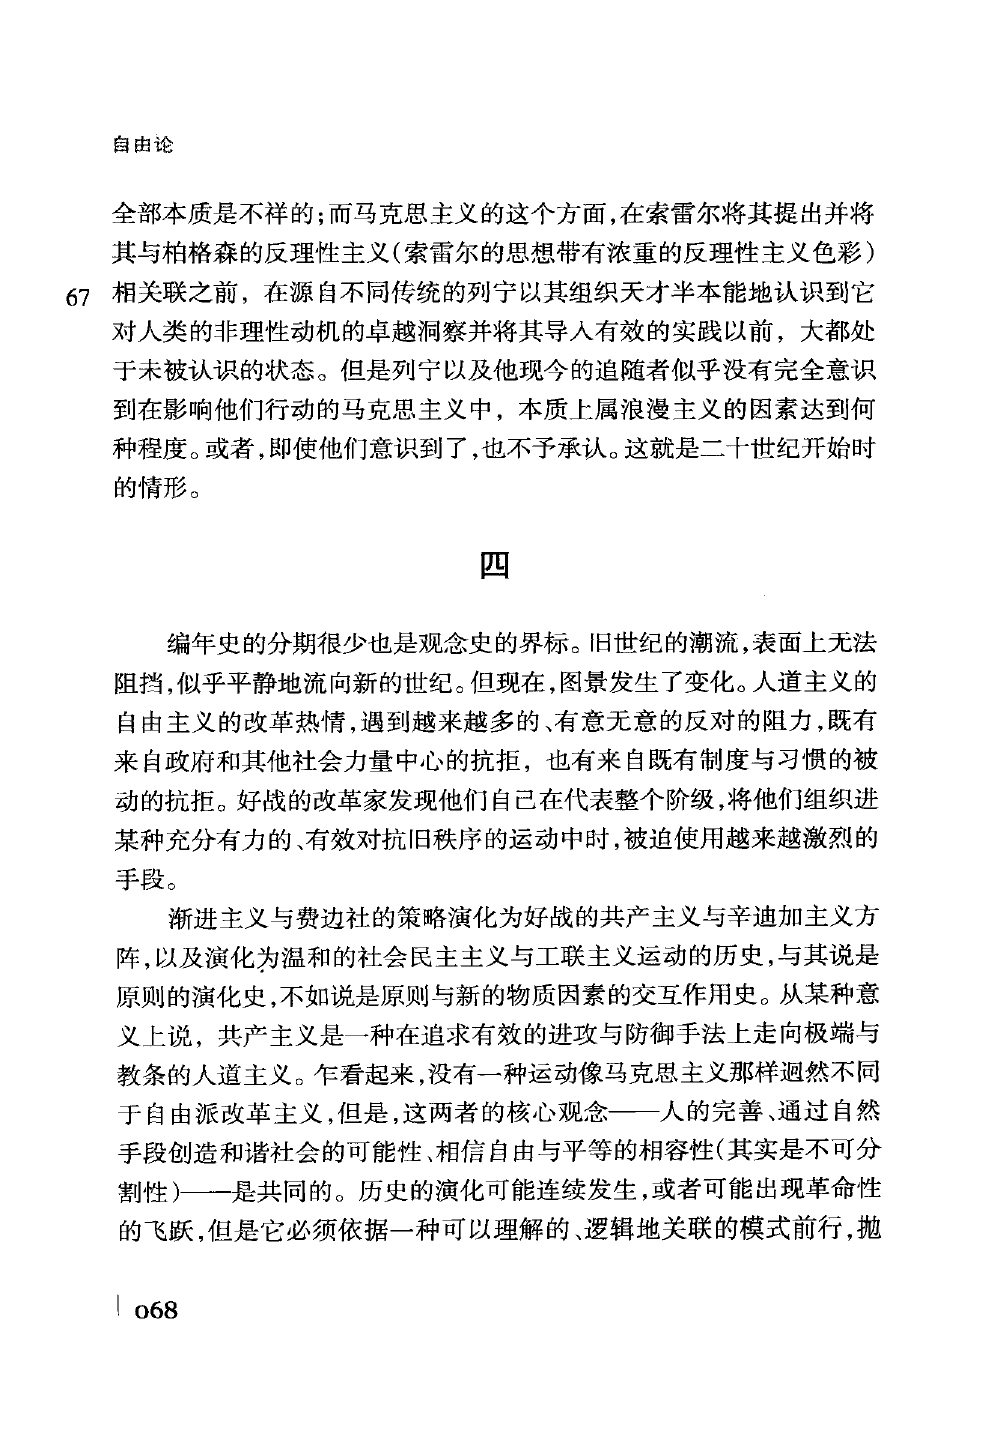 自由论
全部本质是不祥的；而马克思主义的这个方面，在索雷尔将其提出并将
其与柏格森的反理性主义（索雷尔的思想带有浓重的反理性主义色彩）
67 相关联之前，在源自不同传统的列宁以其组织天才半本能地认识到它
对人类的非理性动机的卓越洞察并将其导入有效的实践以前，大都处
于未被认识的状态。但是列宁以及他现今的追随者似乎没有完全意识
到在影响他们行动的马克思主义中，本质上属浪漫主义的因素达到何
种程度。或者，即使他们意识到了，也不予承认。这就是二十世纪开始时
的情形。
四
编年史的分期很少也是观念史的界标。旧世纪的潮流，表面上无法
阻挡，似乎平静地流向新的世纪。但现在，图景发生了变化。人道主义的
自由主义的改革热情，遇到越来越多的、有意无意的反对的阻力，既有
来自政府和其他社会力量中心的抗拒，也有来自既有制度与习惯的被
动的抗拒。好战的改革家发现他们自己在代表整个阶级，将他们组织进
某种充分有力的、有效对抗旧秩序的运动中时，被迫使用越来越激烈的
手段。
渐进主义与费边社的策略演化为好战的共产主义与辛迪加主义方
阵，以及演化为温和的社会民主主义与工联主义运动的历史，与其说是
原则的演化史，不如说是原则与新的物质因素的交互作用史。从某种意
义上说，共产主义是一种在追求有效的进攻与防御手法上走向极端与
教条的人道主义。乍看起来，没有一种运动像马克思主义那样迥然不同
于自由派改革主义，但是，这两者的核心观念——人的完善、通过自然
手段创造和谐社会的可能性、相信自由与平等的相容性（其实是不可分
割性）——是共同的。历史的演化可能连续发生，或者可能出现革命性
的飞跃，但是它必须依据一种可以理解的、逻辑地关联的模式前行，抛
068